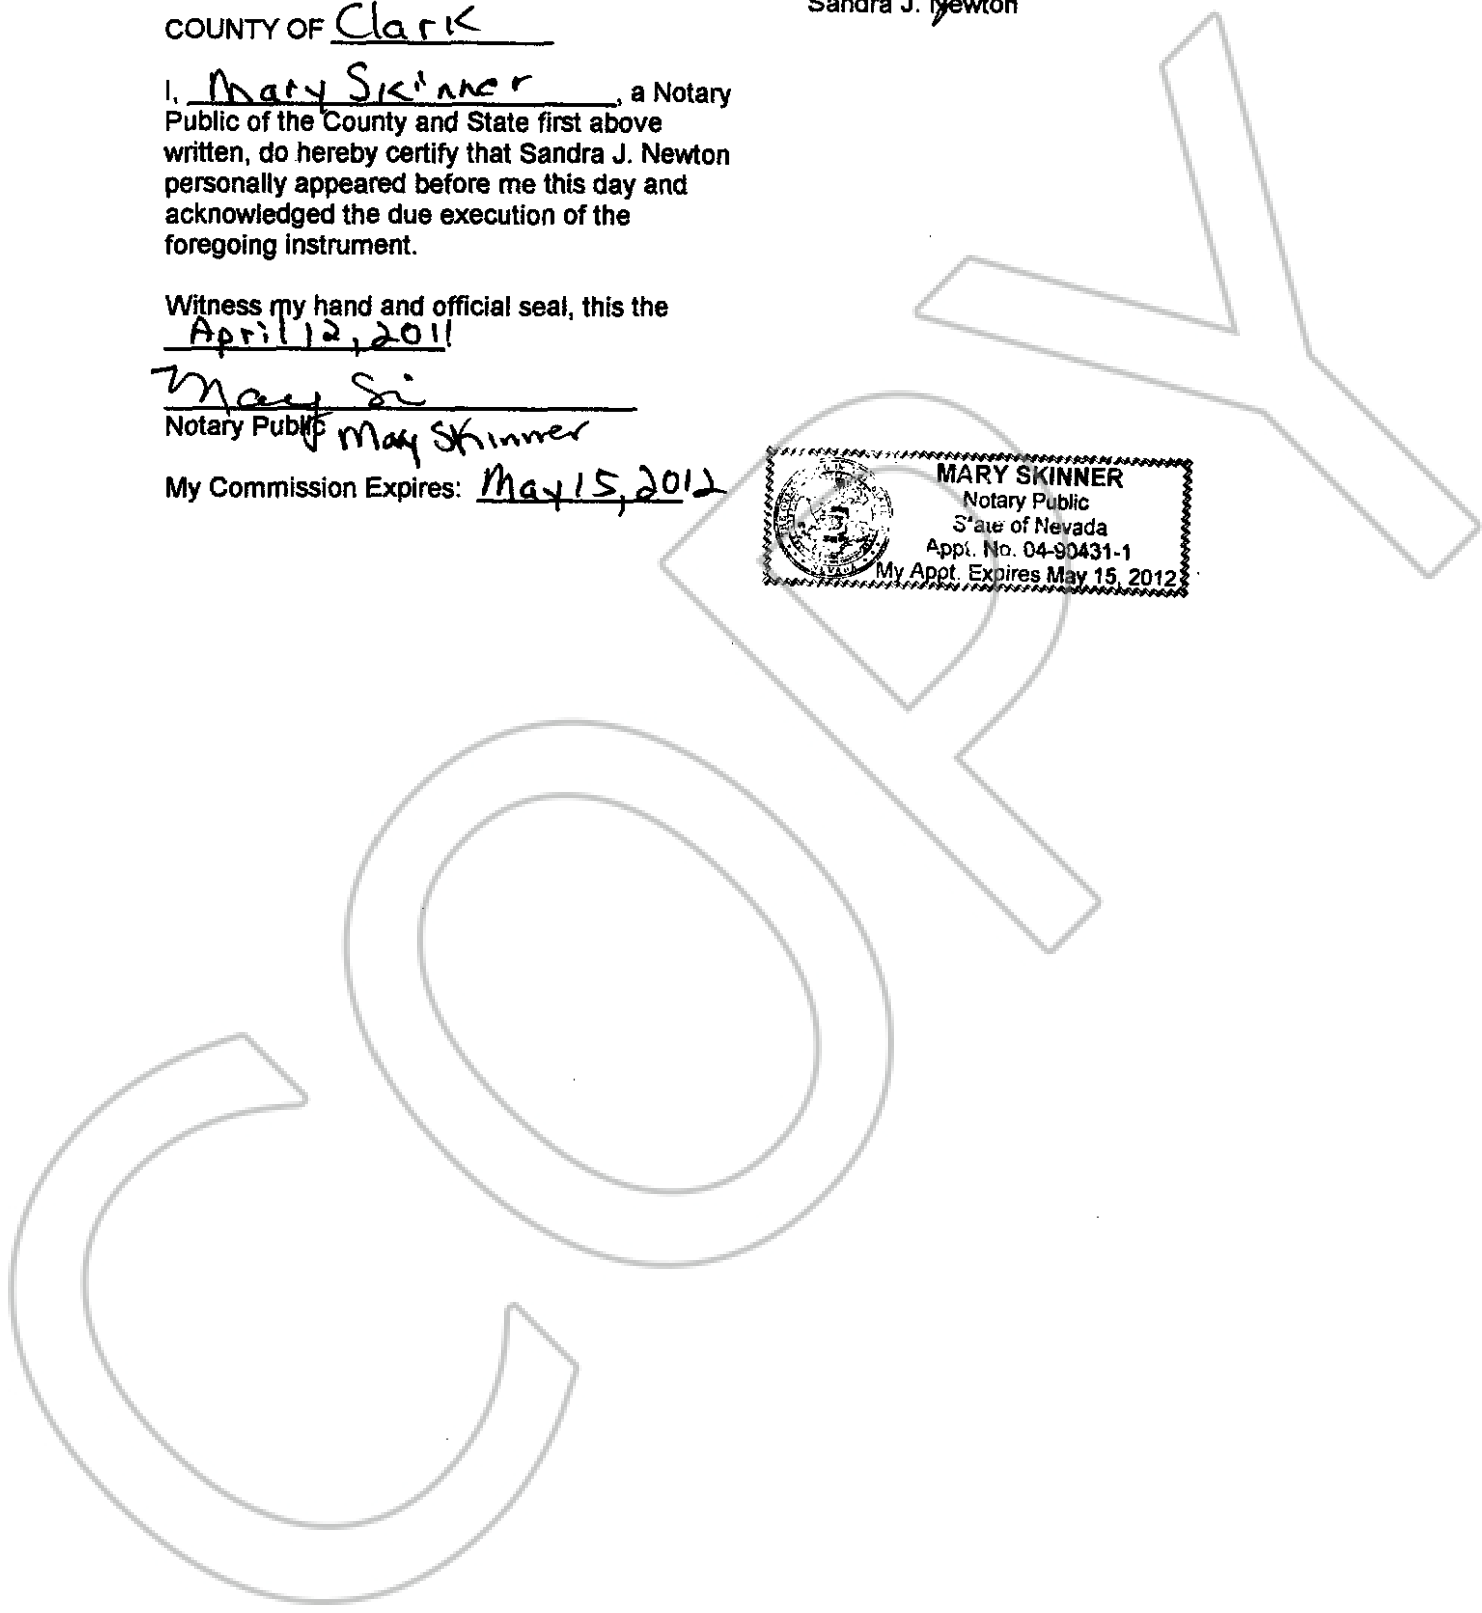 Sandra J. Newton
COUNTY OF Clark
I, Mary Skinner, a Notary
Public of the County and State first above
written, do hereby certify that Sandra J. Newton
personally appeared before me this day and
acknowledged the due execution of the
foregoing instrument.
Witness my hand and official seal, this the
April 12, 2011
Mary S
Notary Public Mary Skinner
My Commission Expires: May 15, 2012
MARY SKINNER
Notary Public
State of Nevada
Appt. No. 04-90431-1
My Appt. Expires May 15, 2012
COPY